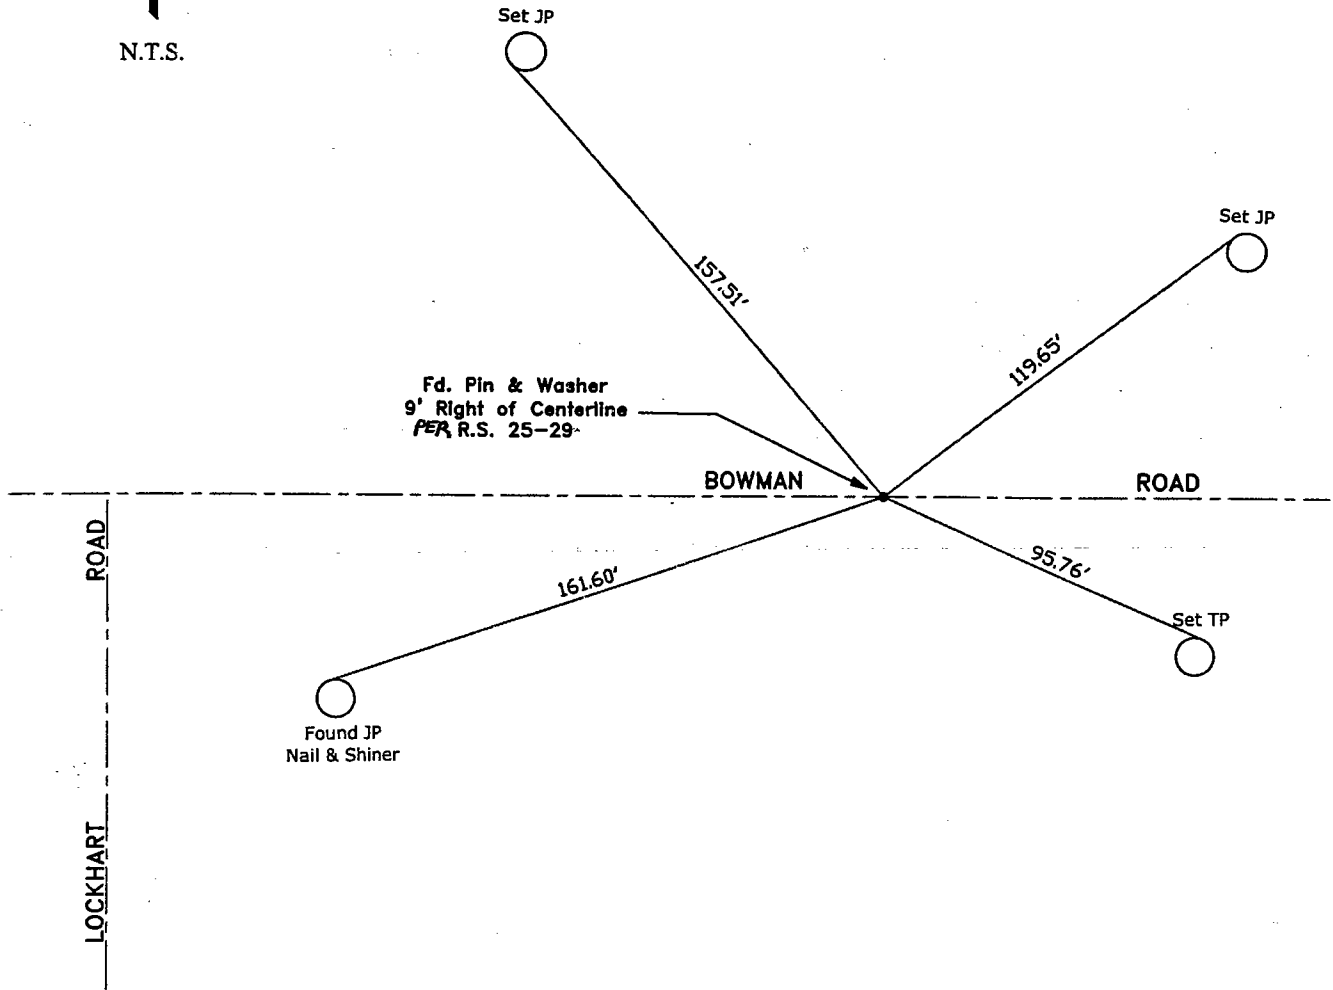 Set JP
N.T.S.
Set JP
157.51'
119.65'
Fd. Pin & Washer
9' Right of Centerline
PER R.S. 25-29
BOWMAN ROAD
ROAD
95.76'
161.60'
Set TP
Found JP
Nail & Shiner
LOCKHART